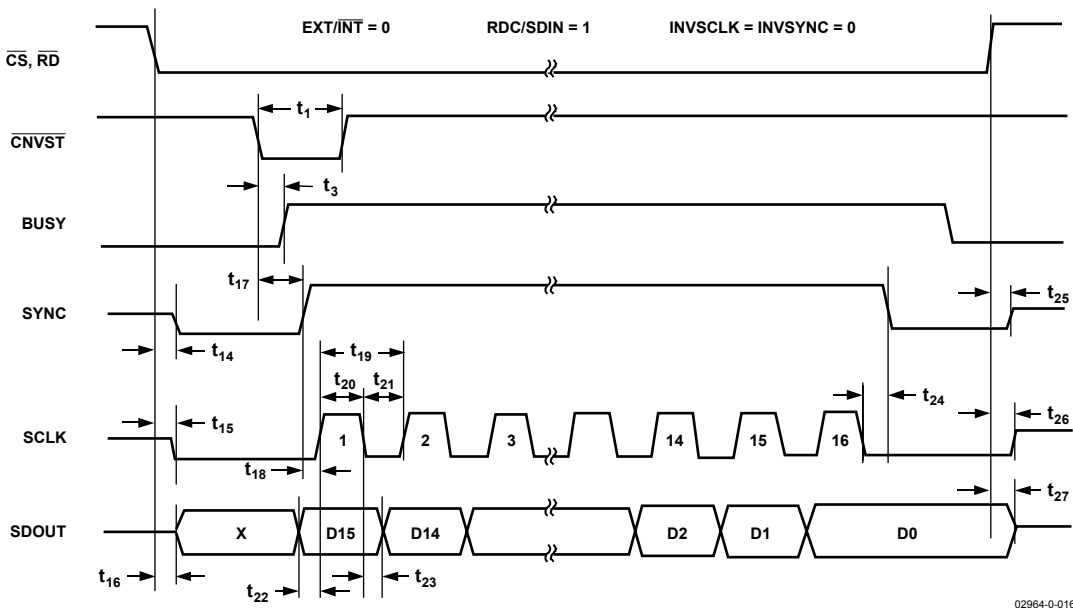 EXT/INT = 0 RDC/SDIN = 1 INVSCLK = INVSYNC = 0
CS, RD
t1
CNVST
t3
BUSY
t17
SYNC
t25
t14
t19
t20 t21
t24
t15
t26
SCLK
1 2 3 14 15 16
t18
t27
SDOUT
X D15 D14 D2 D1 D0
t16
t22
t23
02964-0-016